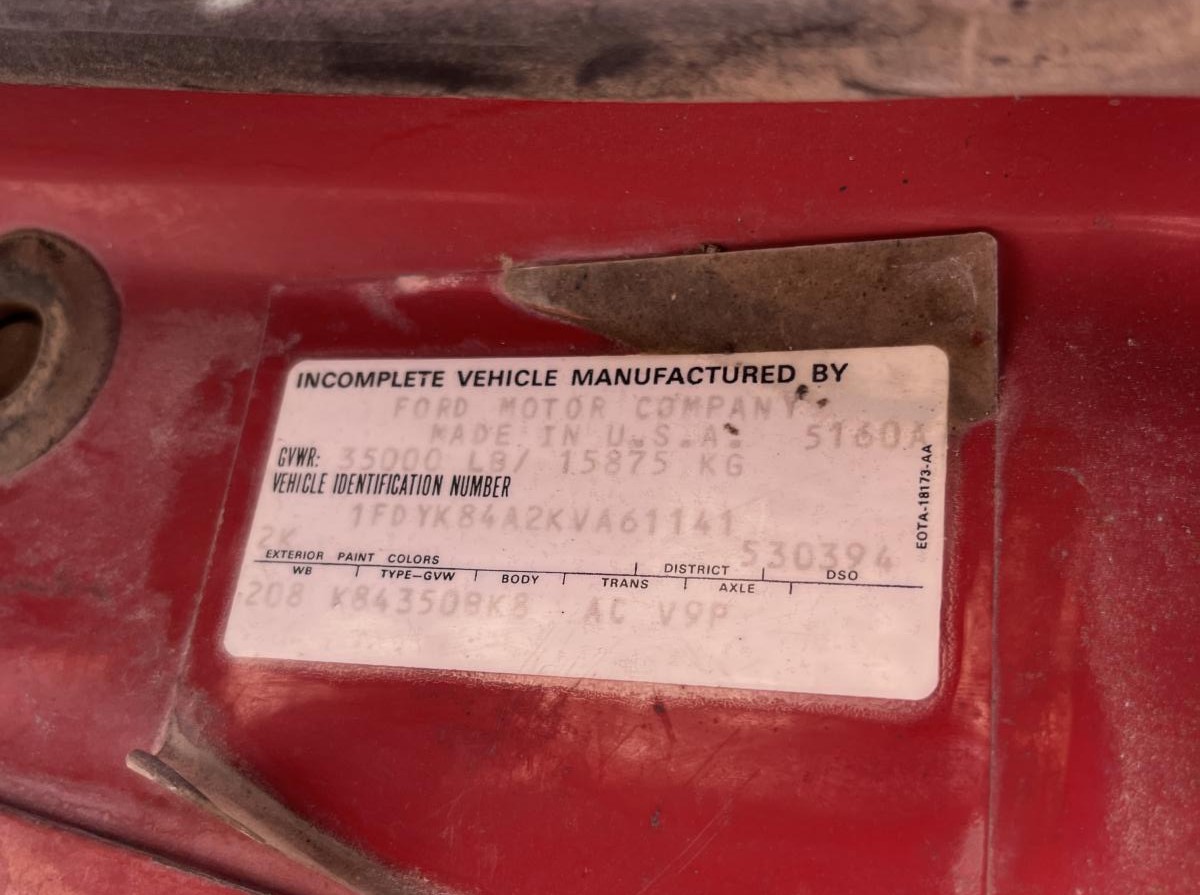 INCOMPLETE VEHICLE MANUFACTURED BY
FORD MOTOR COMPANY
MADE IN U.S.A. 5160A
GVWR: 35000 LB/ 15875 KG
VEHICLE IDENTIFICATION NUMBER
1FDYK84A2KVA61141
2K 530394
EXTERIOR PAINT COLORS DISTRICT DSO
WB TYPE-GVW BODY TRANS AXLE
208 K84350BK8 AC V9P
EOTA-18173-AA